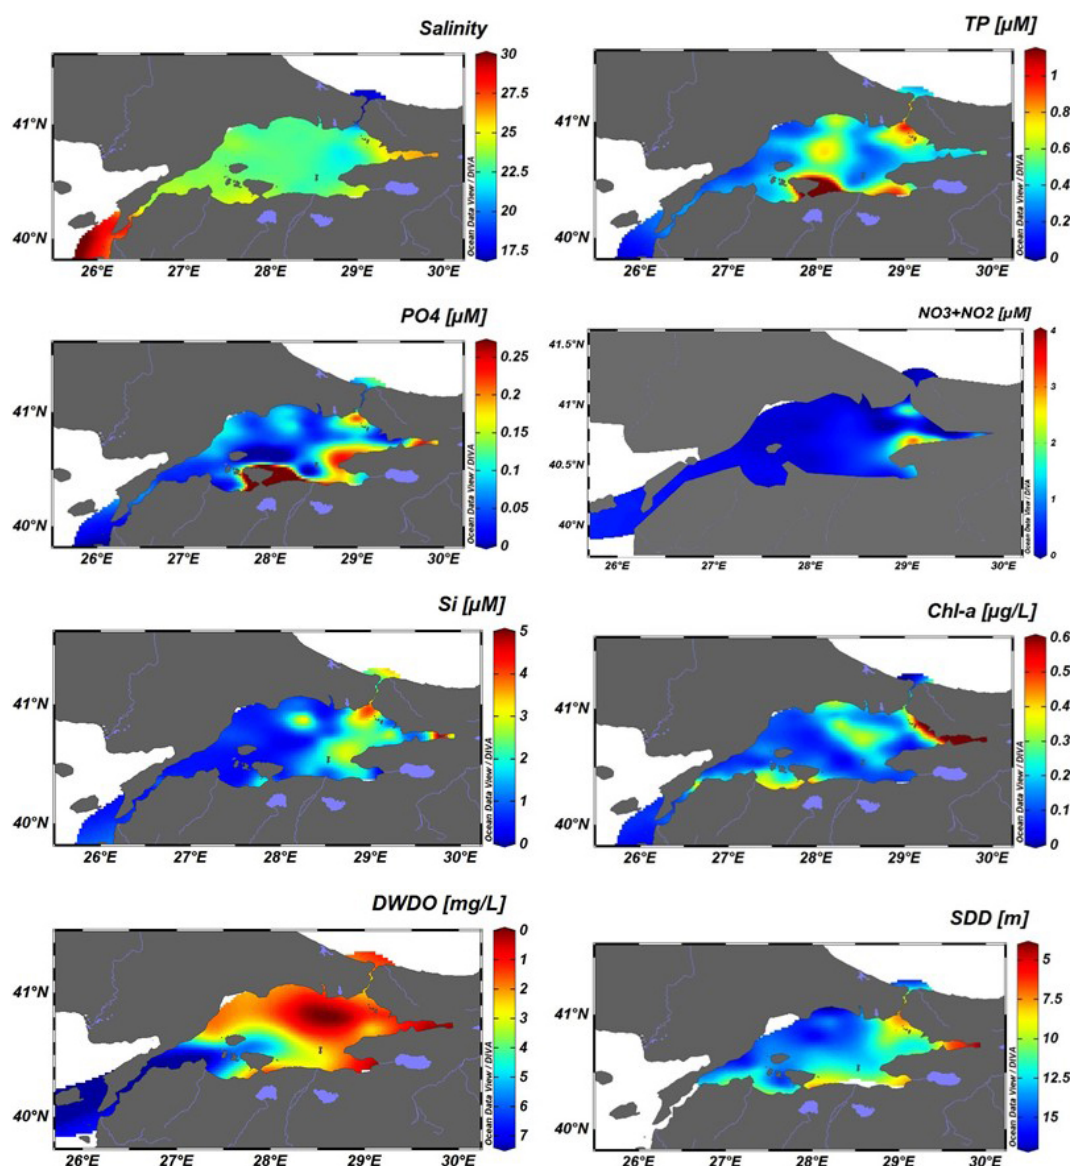 Salinity
30
27.5
25
22.5
20
17.5
41°N
40°N
26°E 27°E 28°E 29°E 30°E
Ocean Data View / DIVA
TP [µM]
1
0.8
0.6
0.4
0.2
0
41°N
40°N
26°E 27°E 28°E 29°E 30°E
Ocean Data View / DIVA
PO4 [µM]
0.25
0.2
0.15
0.1
0.05
0
41°N
40°N
26°E 27°E 28°E 29°E 30°E
Ocean Data View / DIVA
NO3+NO2 [µM]
4
3
2
1
0
41.5°N
41°N
40.5°N
40°N
26°E 27°E 28°E 29°E 30°E
Ocean Data View / DIVA
Si [µM]
5
4
3
2
1
0
41°N
40°N
26°E 27°E 28°E 29°E 30°E
Ocean Data View / DIVA
Chl-a [µg/L]
0.6
0.5
0.4
0.3
0.2
0.1
0
41°N
40°N
26°E 27°E 28°E 29°E 30°E
Ocean Data View / DIVA
DWDO [mg/L]
0
1
2
3
4
5
6
7
41°N
40°N
26°E 27°E 28°E 29°E 30°E
Ocean Data View / DIVA
SDD [m]
5
7.5
10
12.5
15
41°N
40°N
26°E 27°E 28°E 29°E 30°E
Ocean Data View / DIVA